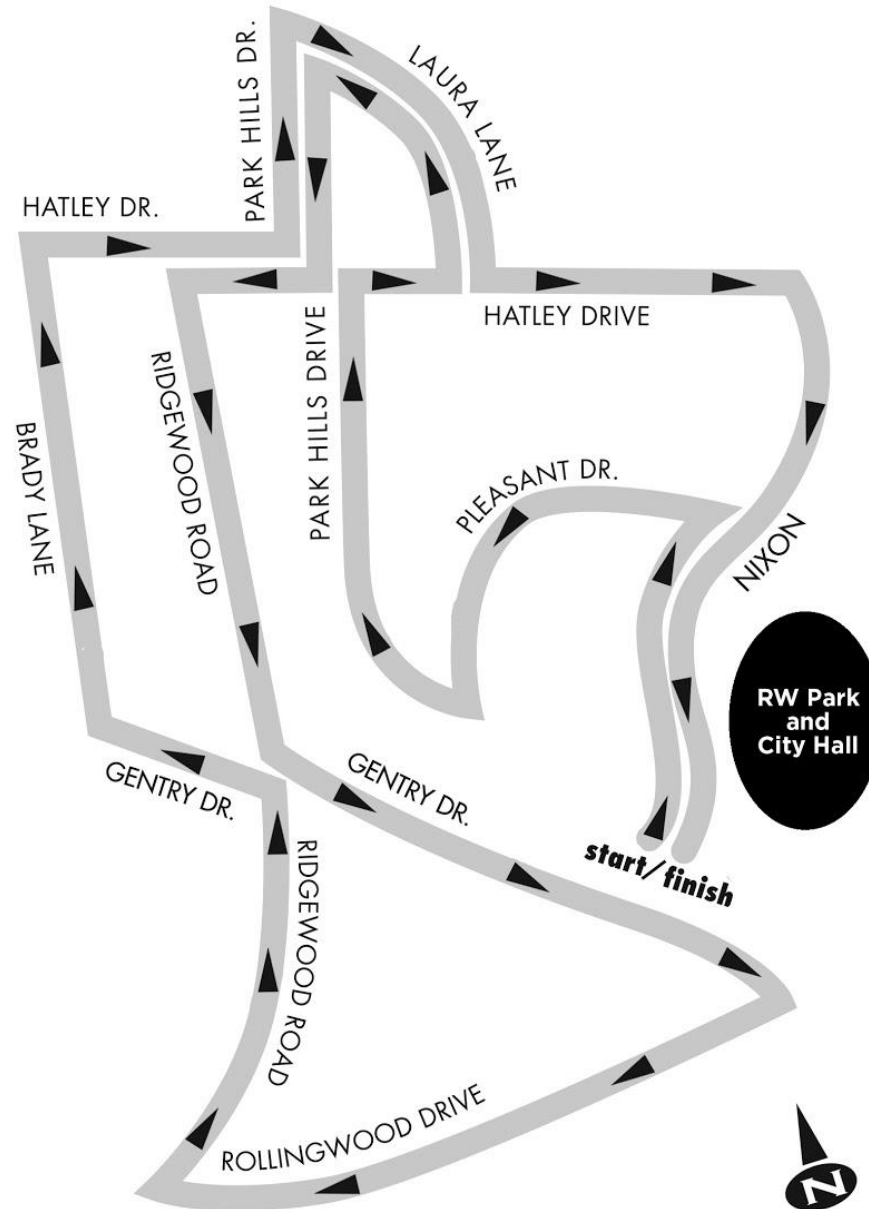 PARK HILLS DR.
LAURA LANE
HATLEY DR.
HATLEY DRIVE
PARK HILLS DRIVE
RIDGEWOOD ROAD
BRADY LANE
PLEASANT DR.
NIXON
RW Park
and
City Hall
GENTRY DR.
GENTRY DR.
start/finish
RIDGEWOOD ROAD
ROLLINGWOOD DRIVE
N